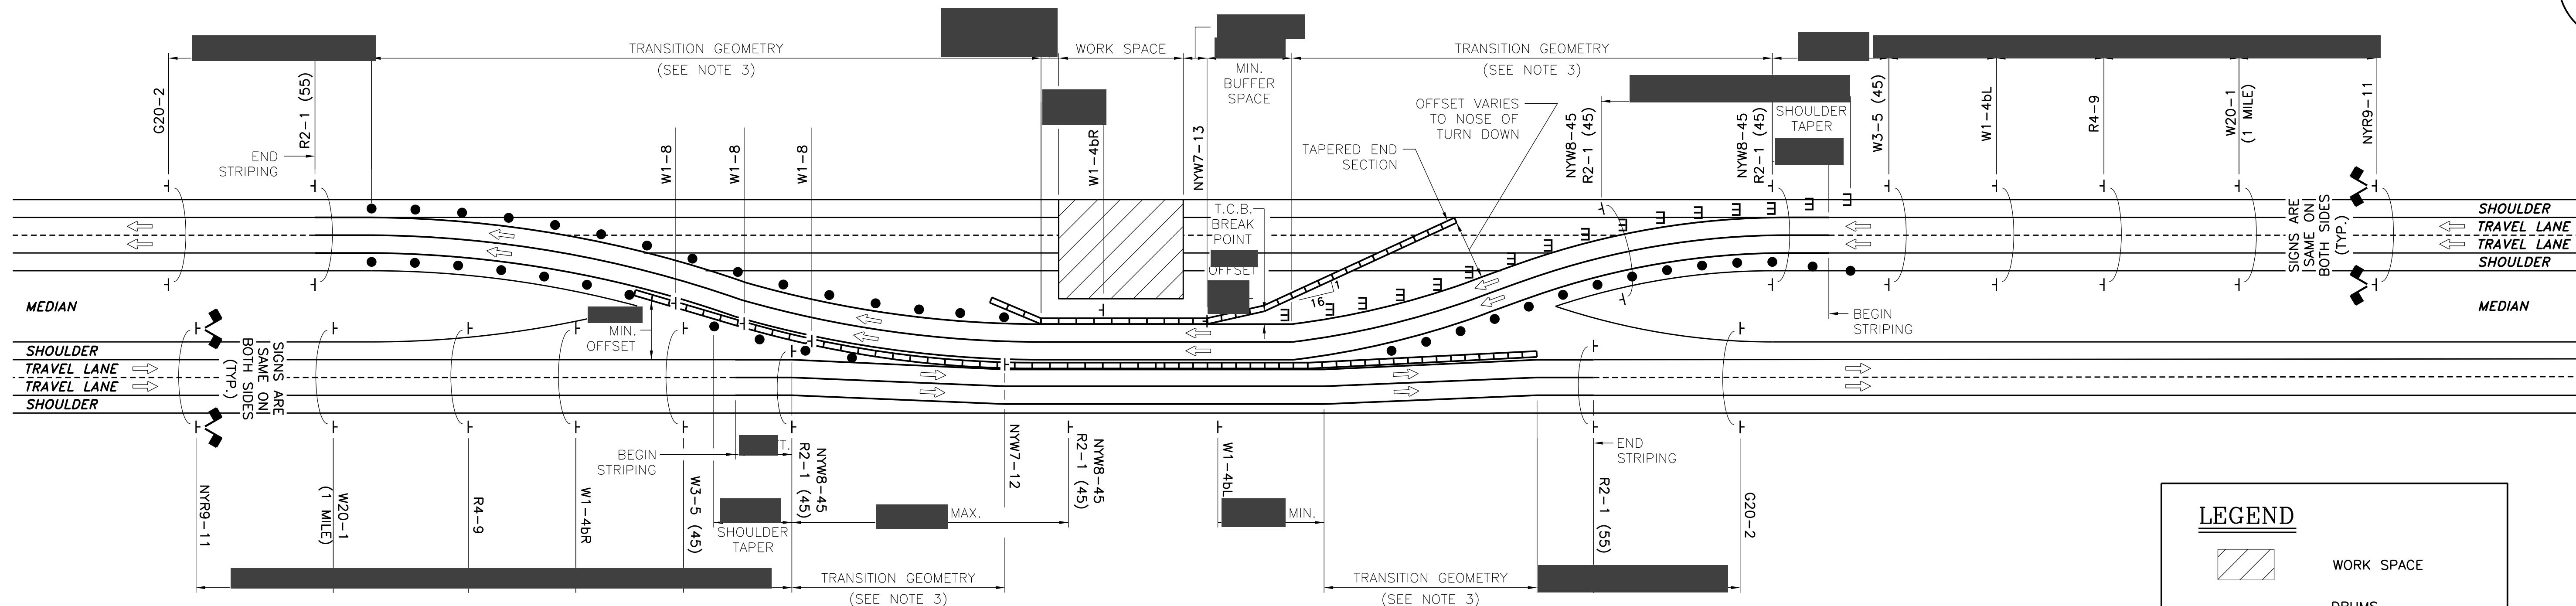 TRANSITION GEOMETRY
(SEE NOTE 3)
WORK SPACE
MIN.
BUFFER
SPACE
TRANSITION GEOMETRY
(SEE NOTE 3)
G20-2
R2-1 (55)
END
STRIPING
W1-8
W1-8
W1-8
W1-4bR
NYW7-13
OFFSET VARIES
TO NOSE OF
TURN DOWN
TAPERED END
SECTION
NYW8-45
R2-1 (45)
NYW8-45
R2-1 (45)
SHOULDER
TAPER
W3-5 (45)
W1-4bL
R4-9
W20-1
(1 MILE)
NYR9-11
T.C.B.
BREAK
POINT
OFFSET
16
1
SIGNS ARE
SAME ON
BOTH SIDES
(TYP.)
SHOULDER
TRAVEL LANE
TRAVEL LANE
SHOULDER
MEDIAN
MEDIAN
BEGIN
STRIPING
MIN.
OFFSET
SHOULDER
TRAVEL LANE
TRAVEL LANE
SHOULDER
SIGNS ARE
SAME ON
BOTH SIDES
(TYP.)
BEGIN
STRIPING
T.
NYR9-11
W20-1
(1 MILE)
R4-9
W1-4bR
W3-5 (45)
SHOULDER
TAPER
NYW8-45
R2-1 (45)
MAX.
NYW7-12
NYW8-45
R2-1 (45)
W1-4bL
MIN.
END
STRIPING
R2-1 (55)
G20-2
TRANSITION GEOMETRY
(SEE NOTE 3)
TRANSITION GEOMETRY
(SEE NOTE 3)
LEGEND
WORK SPACE
DRUMS